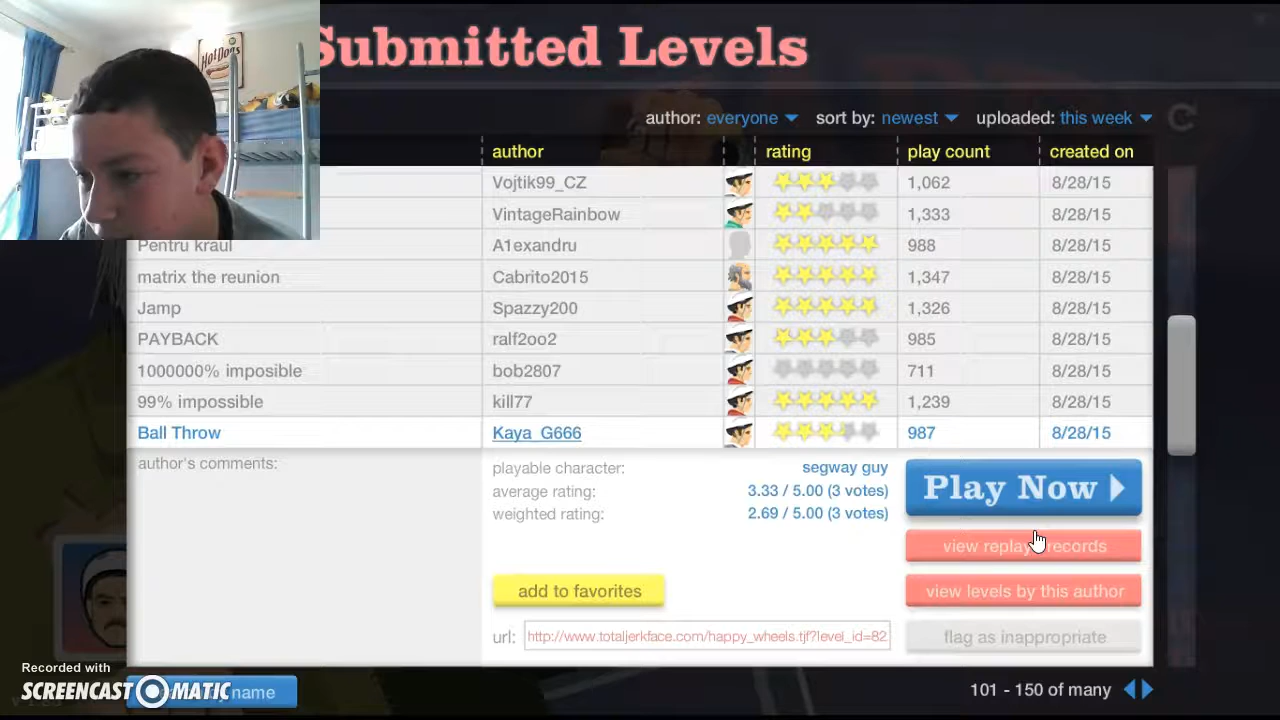 HOT DOGS
Submitted Levels
author: everyone sort by: newest uploaded: this week
author rating play count created on
Vojtik99_CZ 1,062 8/28/15
VintageRainbow 1,333 8/28/15
Pentru kraul A1exandru 988 8/28/15
matrix the reunion Cabrito2015 1,347 8/28/15
Jamp Spazzy200 1,326 8/28/15
PAYBACK ralf2oo2 985 8/28/15
1000000% imposible bob2807 711 8/28/15
99% impossible kill77 1,239 8/28/15
Ball Throw Kaya_G666 987 8/28/15
author's comments:
playable character: segway guy
average rating: 3.33 / 5.00 (3 votes)
weighted rating: 2.69 / 5.00 (3 votes)
Play Now
view replay records
add to favorites
view levels by this author
url: http://www.totaljerkface.com/happy_wheels.tjf?level_id=82
flag as inappropriate
Recorded with
SCREENCAST-O-MATIC
name
101 - 150 of many